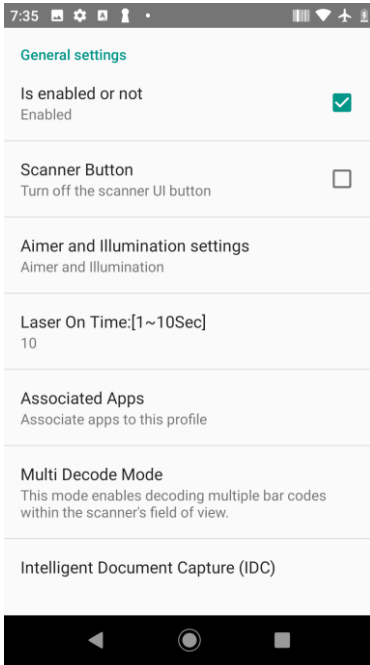 7:35
General settings
Is enabled or not
Enabled
Scanner Button
Turn off the scanner UI button
Aimer and Illumination settings
Aimer and Illumination
Laser On Time:[1~10Sec]
10
Associated Apps
Associate apps to this profile
Multi Decode Mode
This mode enables decoding multiple bar codes
within the scanner's field of view.
Intelligent Document Capture (IDC)